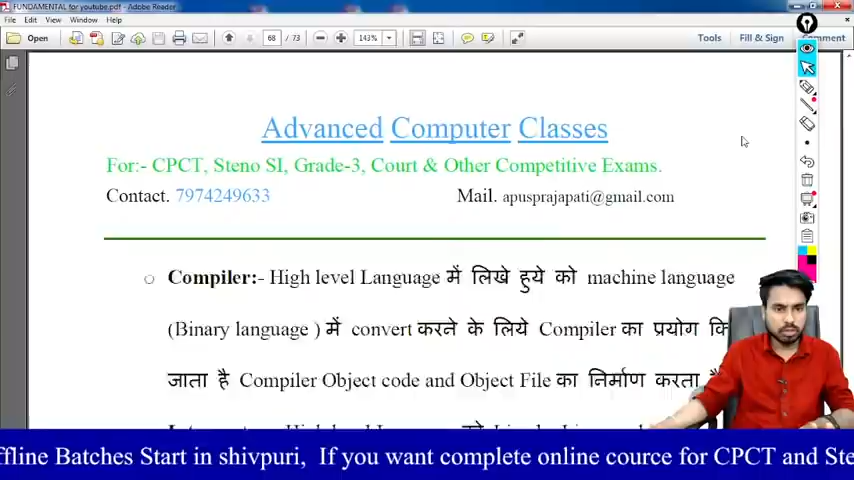 FUNDAMENTAL for youtube.pdf - Adobe Reader
File Edit View Window Help
Open 68 / 73 143% Tools Fill & Sign Comment
Advanced Computer Classes
For:- CPCT, Steno SI, Grade-3, Court & Other Competitive Exams.
Contact. 7974249633 Mail. apusprajapati@gmail.com
Compiler:- High level Language में लिखे हुये को machine language
(Binary language ) में convert करने के लिये Compiler का प्रयोग कि
जाता है Compiler Object code and Object File का निर्माण करता है
ffline Batches Start in shivpuri, If you want complete online cource for CPCT and Ste